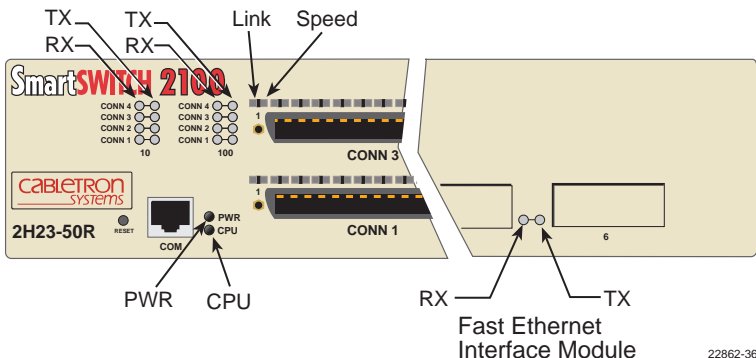 TX TX Link Speed
RX RX
SmartSWITCH 2100
CONN 4 CONN 4
CONN 3 CONN 3
CONN 2 CONN 2
CONN 1 CONN 1
10 100
1
CONN 3
CABLETRON
SYSTEMS
1
CONN 1
2H23-50R
RESET
COM
PWR
CPU
6
PWR CPU
RX TX
Fast Ethernet
Interface Module
22862-36